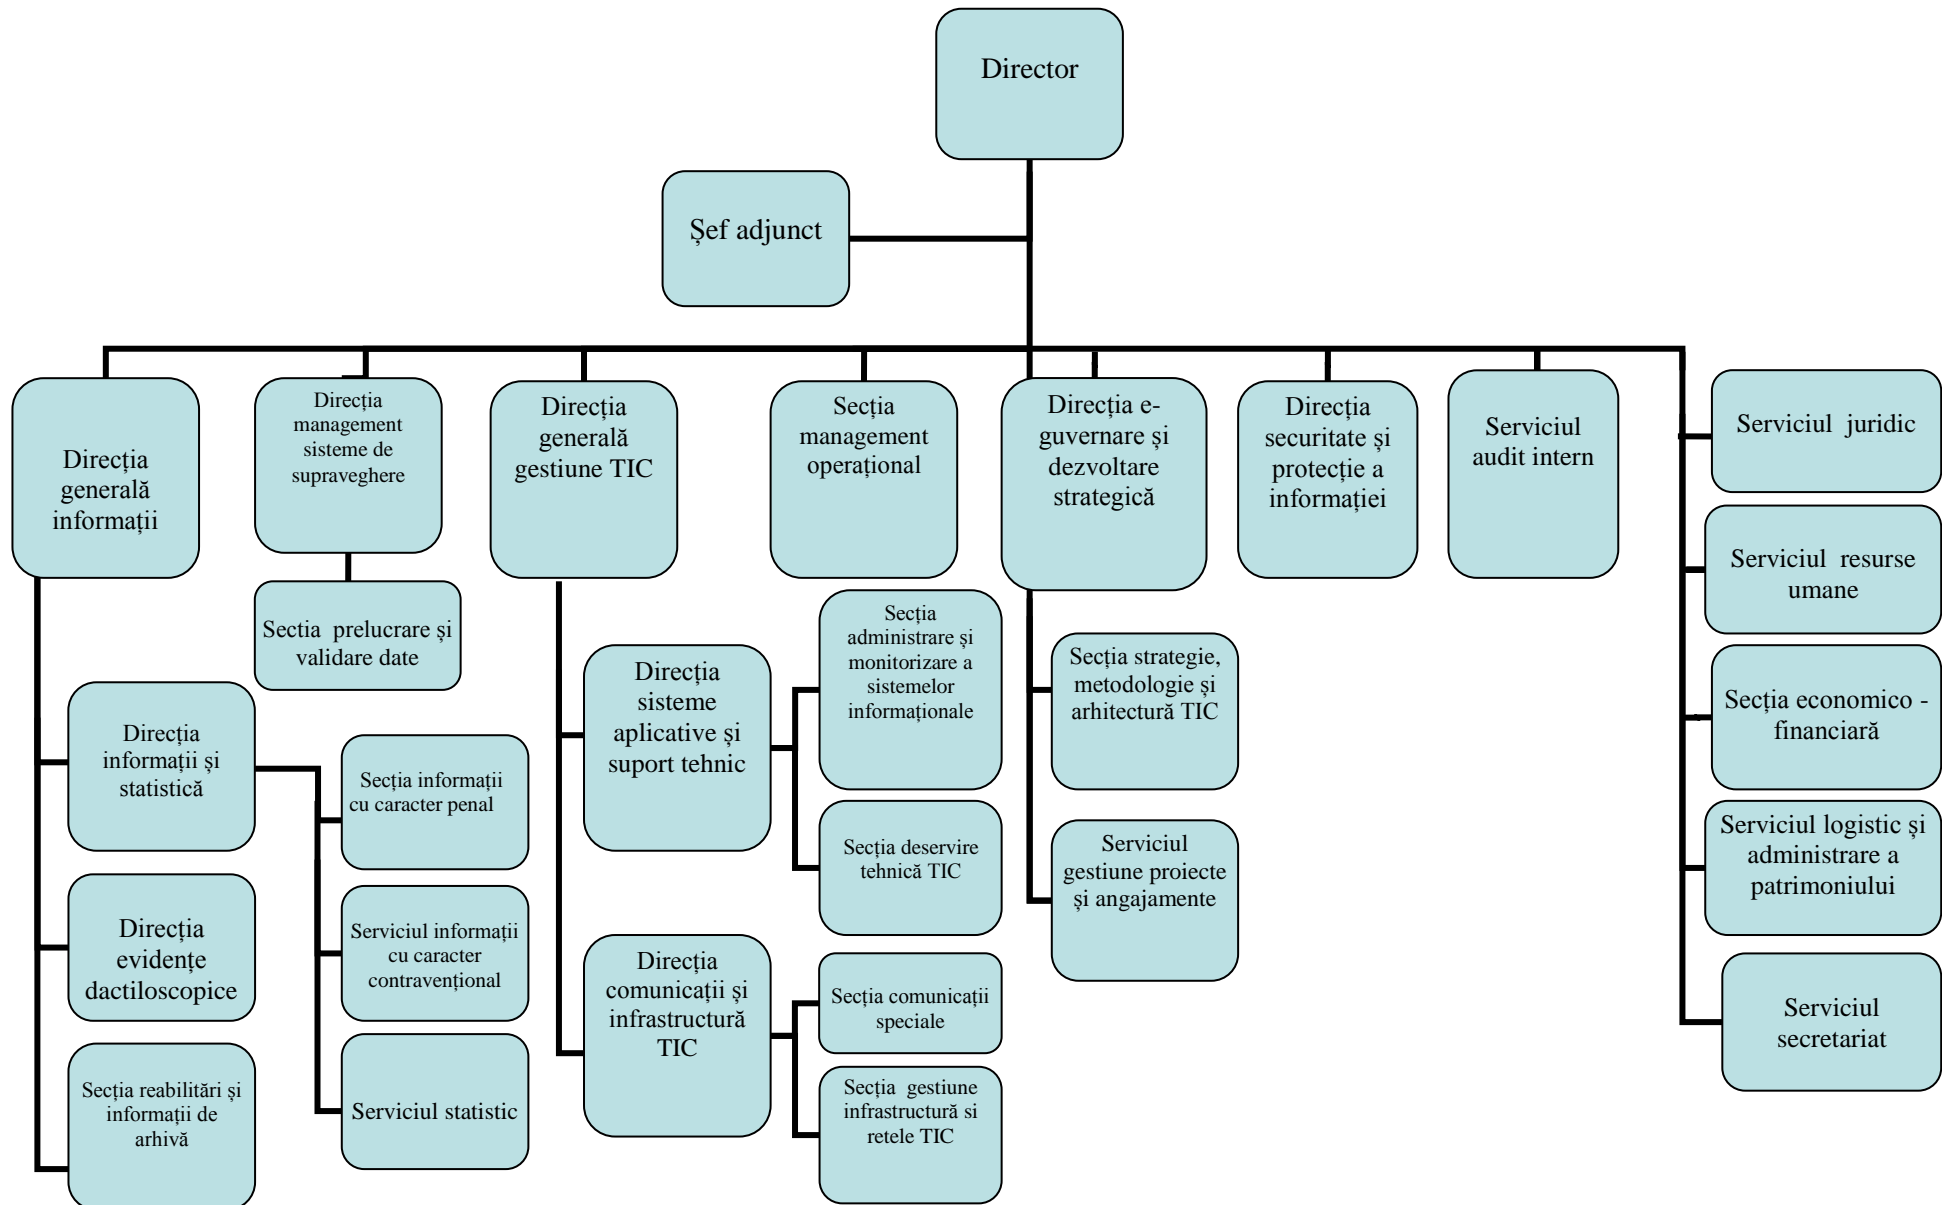 Director
Șef adjunct
Direcția
generală
informații
Direcția
management
sisteme de
supraveghere
Direcția
generală
gestiune TIC
Secția
management
operațional
Direcția e-
guvernare și
dezvoltare
strategică
Direcția
securitate și
protecție a
informației
Serviciul
audit intern
Serviciul  juridic
Serviciul  resurse
umane
Secția economico -
financiară
Serviciul logistic și
administrare a
patrimoniului
Serviciul
secretariat
Sectia  prelucrare și
validare date
Direcția
informații și
statistică
Direcția
evidențe
dactiloscopice
Secția reabilitări și
informații de
arhivă
Secția informații
cu caracter penal
Serviciul informații
cu caracter
contravențional
Serviciul statistic
Direcția
sisteme
aplicative și
suport tehnic
Direcția
comunicații și
infrastructură
TIC
Secția
administrare și
monitorizare a
sistemelor
informaționale
Secția deservire
tehnică TIC
Secția comunicații
speciale
Secția  gestiune
infrastructură si
retele TIC
Secția strategie,
metodologie și
arhitectură TIC
Serviciul
gestiune proiecte
și angajamente